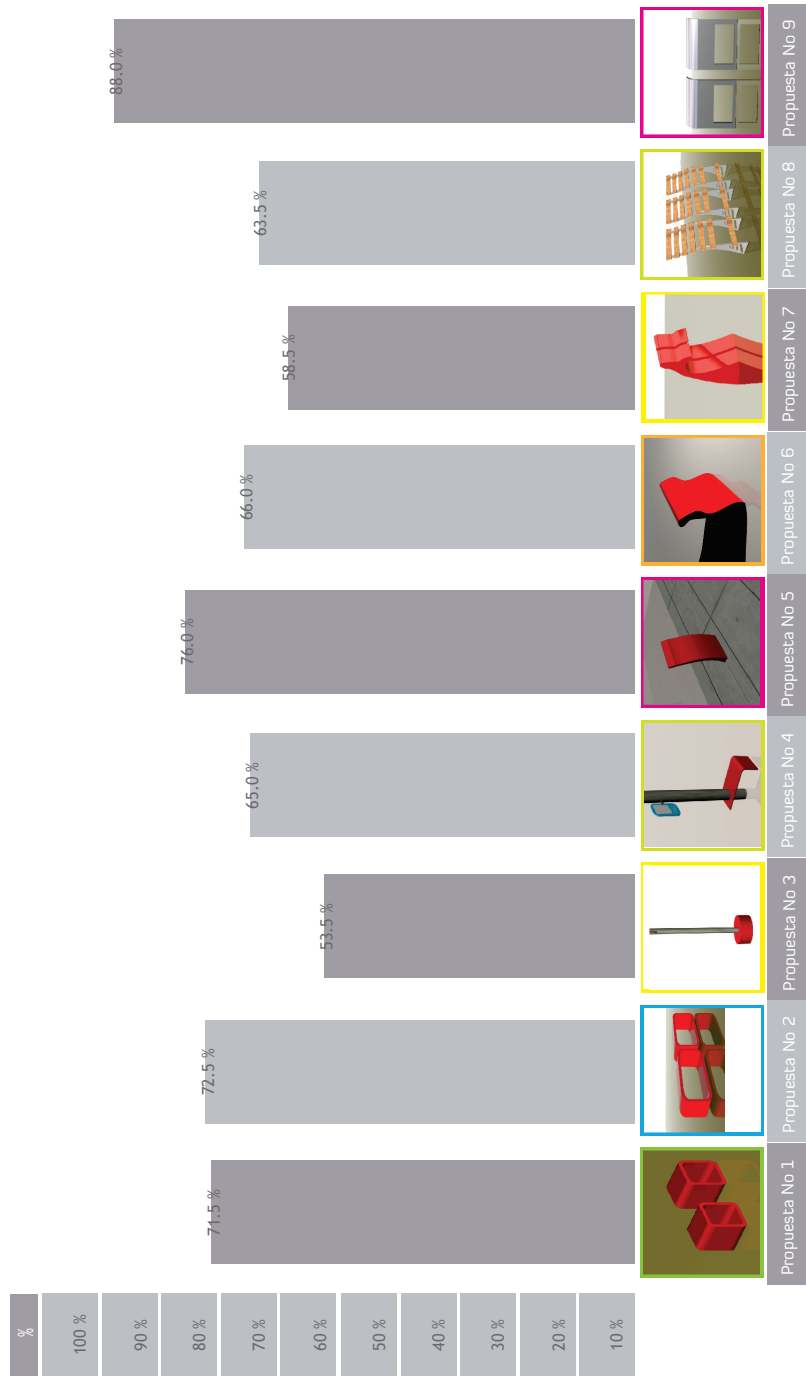 %
100 %
90 %
80 %
70 %
60 %
50 %
40 %
30 %
20 %
10 %
71.5 %
72.5 %
53.5 %
65.0 %
76.0 %
66.0 %
58.5 %
63.5 %
88.0 %
Propuesta No 1
Propuesta No 2
Propuesta No 3
Propuesta No 4
Propuesta No 5
Propuesta No 6
Propuesta No 7
Propuesta No 8
Propuesta No 9